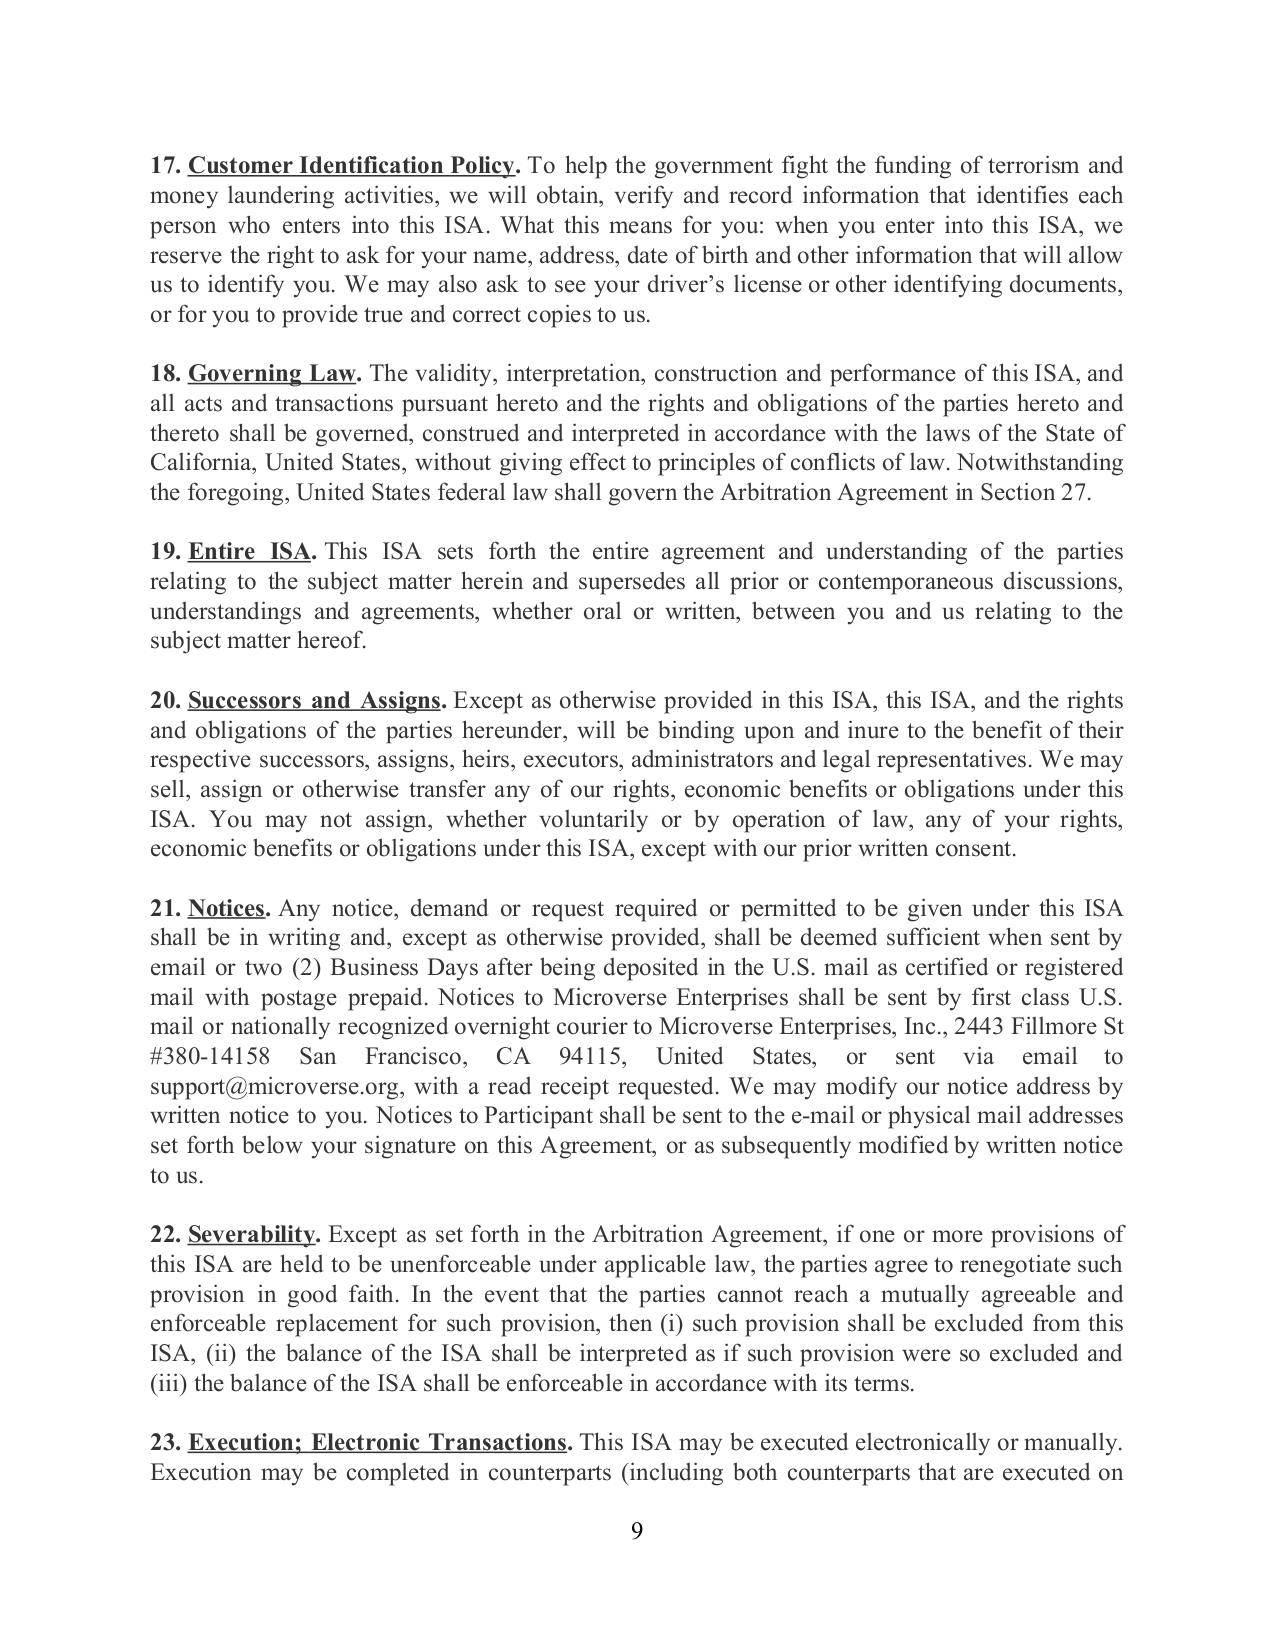 17. Customer Identification Policy. To help the government fight the funding of terrorism and
money laundering activities, we will obtain, verify and record information that identifies each
person who enters into this ISA. What this means for you: when you enter into this ISA, we
reserve the right to ask for your name, address, date of birth and other information that will allow
us to identify you. We may also ask to see your driver’s license or other identifying documents,
or for you to provide true and correct copies to us.
18. Governing Law. The validity, interpretation, construction and performance of this ISA, and
all acts and transactions pursuant hereto and the rights and obligations of the parties hereto and
thereto shall be governed, construed and interpreted in accordance with the laws of the State of
California, United States, without giving effect to principles of conflicts of law. Notwithstanding
the foregoing, United States federal law shall govern the Arbitration Agreement in Section 27.
19. Entire ISA. This ISA sets forth the entire agreement and understanding of the parties
relating to the subject matter herein and supersedes all prior or contemporaneous discussions,
understandings and agreements, whether oral or written, between you and us relating to the
subject matter hereof.
20. Successors and Assigns. Except as otherwise provided in this ISA, this ISA, and the rights
and obligations of the parties hereunder, will be binding upon and inure to the benefit of their
respective successors, assigns, heirs, executors, administrators and legal representatives. We may
sell, assign or otherwise transfer any of our rights, economic benefits or obligations under this
ISA. You may not assign, whether voluntarily or by operation of law, any of your rights,
economic benefits or obligations under this ISA, except with our prior written consent.
21. Notices. Any notice, demand or request required or permitted to be given under this ISA
shall be in writing and, except as otherwise provided, shall be deemed sufficient when sent by
email or two (2) Business Days after being deposited in the U.S. mail as certified or registered
mail with postage prepaid. Notices to Microverse Enterprises shall be sent by first class U.S.
mail or nationally recognized overnight courier to Microverse Enterprises, Inc., 2443 Fillmore St
#380-14158 San Francisco, CA 94115, United States, or sent via email to
support@microverse.org, with a read receipt requested. We may modify our notice address by
written notice to you. Notices to Participant shall be sent to the e-mail or physical mail addresses
set forth below your signature on this Agreement, or as subsequently modified by written notice
to us.
22. Severability. Except as set forth in the Arbitration Agreement, if one or more provisions of
this ISA are held to be unenforceable under applicable law, the parties agree to renegotiate such
provision in good faith. In the event that the parties cannot reach a mutually agreeable and
enforceable replacement for such provision, then (i) such provision shall be excluded from this
ISA, (ii) the balance of the ISA shall be interpreted as if such provision were so excluded and
(iii) the balance of the ISA shall be enforceable in accordance with its terms.
23. Execution; Electronic Transactions. This ISA may be executed electronically or manually.
Execution may be completed in counterparts (including both counterparts that are executed on
9